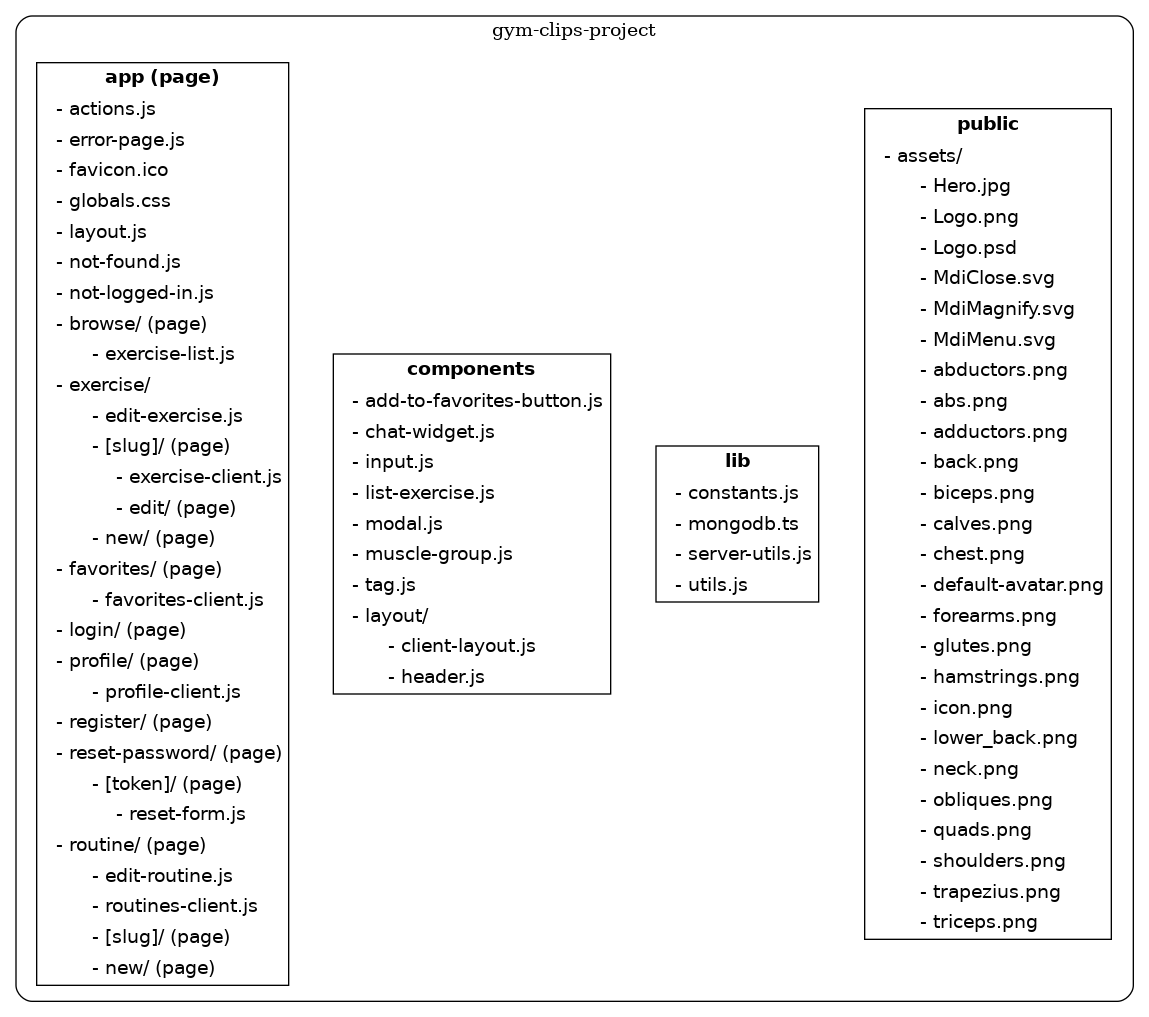 gym-clips-project
app (page)
- actions.js
- error-page.js
- favicon.ico
- globals.css
- layout.js
- not-found.js
- not-logged-in.js
- browse/ (page)
- exercise-list.js
- exercise/
- edit-exercise.js
- [slug]/ (page)
- exercise-client.js
- edit/ (page)
- new/ (page)
- favorites/ (page)
- favorites-client.js
- login/ (page)
- profile/ (page)
- profile-client.js
- register/ (page)
- reset-password/ (page)
- [token]/ (page)
- reset-form.js
- routine/ (page)
- edit-routine.js
- routines-client.js
- [slug]/ (page)
- new/ (page)
components
- add-to-favorites-button.js
- chat-widget.js
- input.js
- list-exercise.js
- modal.js
- muscle-group.js
- tag.js
- layout/
- client-layout.js
- header.js
lib
- constants.js
- mongodb.ts
- server-utils.js
- utils.js
public
- assets/
- Hero.jpg
- Logo.png
- Logo.psd
- MdiClose.svg
- MdiMagnify.svg
- MdiMenu.svg
- abductors.png
- abs.png
- adductors.png
- back.png
- biceps.png
- calves.png
- chest.png
- default-avatar.png
- forearms.png
- glutes.png
- hamstrings.png
- icon.png
- lower_back.png
- neck.png
- obliques.png
- quads.png
- shoulders.png
- trapezius.png
- triceps.png